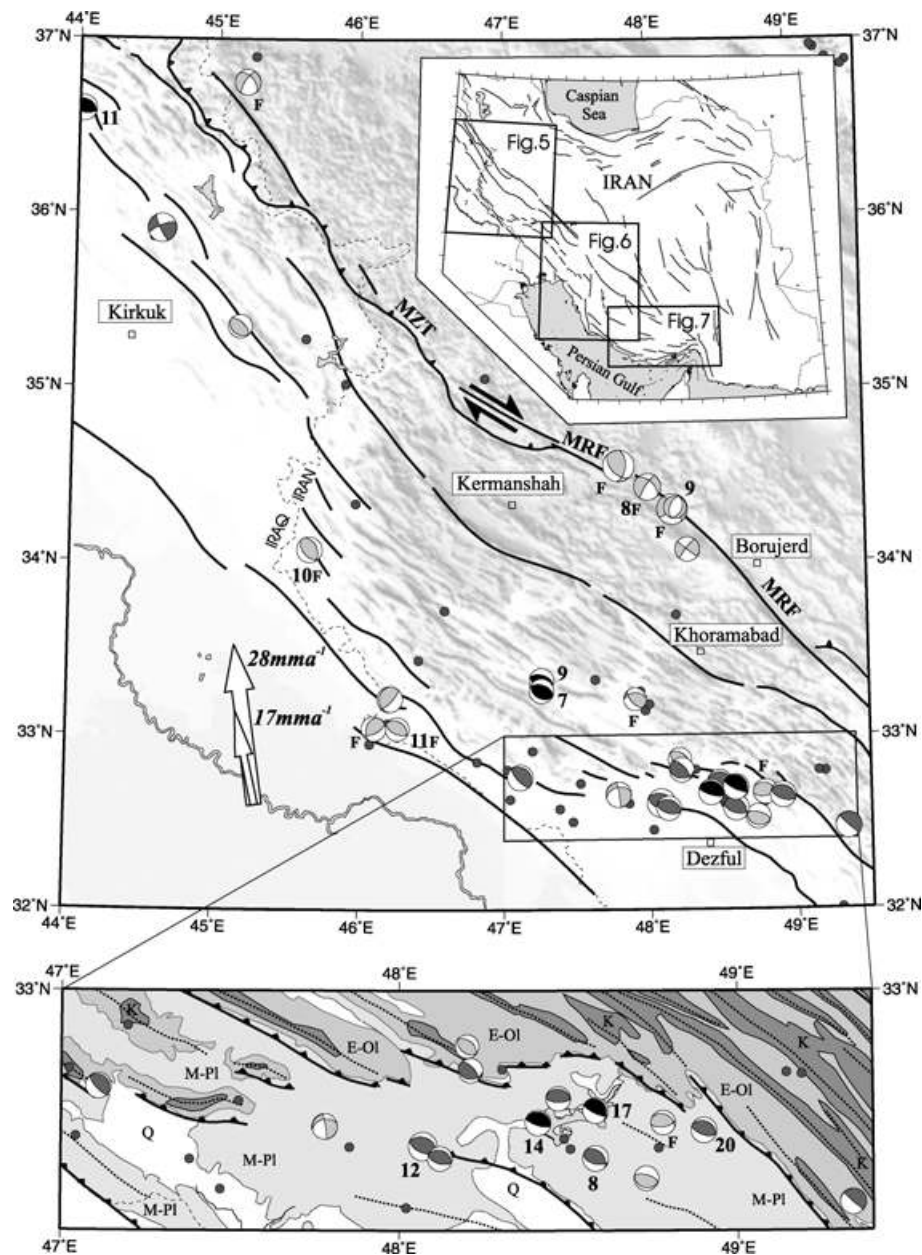 44°E
45°E
46°E
47°E
48°E
49°E
37°N
37°N
F
11
Caspian
Sea
Fig.5
IRAN
36°N
36°N
Fig.6
Kirkuk
MZT
Fig.7
Persian Gulf
35°N
35°N
MRF
Kermanshah
F
9
8F
F
IRAQ
IRAN
34°N
34°N
10F
Borujerd
MRF
Khoramabad
28mma⁻¹
9
7
17mma⁻¹
F
33°N
33°N
F
11F
F
Dezful
32°N
32°N
44°E
45°E
46°E
47°E
48°E
49°E
47°E
48°E
49°E
33°N
33°N
K
E-Ol
E-Ol
K
K
M-Pl
E-Ol
17
Q
14
F
20
M-Pl
12
8
K
Q
M-Pl
M-Pl
47°E
48°E
49°E